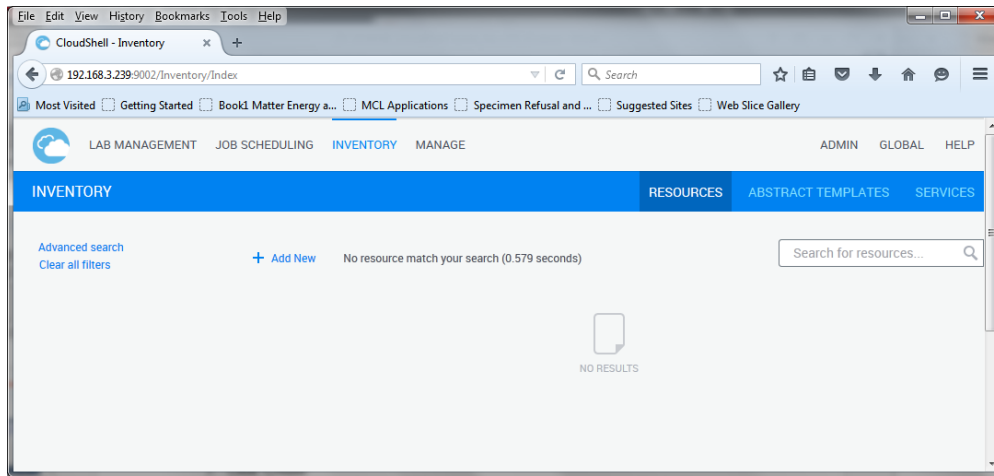 File Edit View History Bookmarks Tools Help
CloudShell - Inventory × +
192.168.3.239:9002/Inventory/Index Search
Most Visited Getting Started Book1 Matter Energy a... MCL Applications Specimen Refusal and ... Suggested Sites Web Slice Gallery
LAB MANAGEMENT JOB SCHEDULING INVENTORY MANAGE ADMIN GLOBAL HELP
INVENTORY RESOURCES ABSTRACT TEMPLATES SERVICES
Advanced search
Clear all filters
+ Add New No resource match your search (0.579 seconds) Search for resources...
NO RESULTS